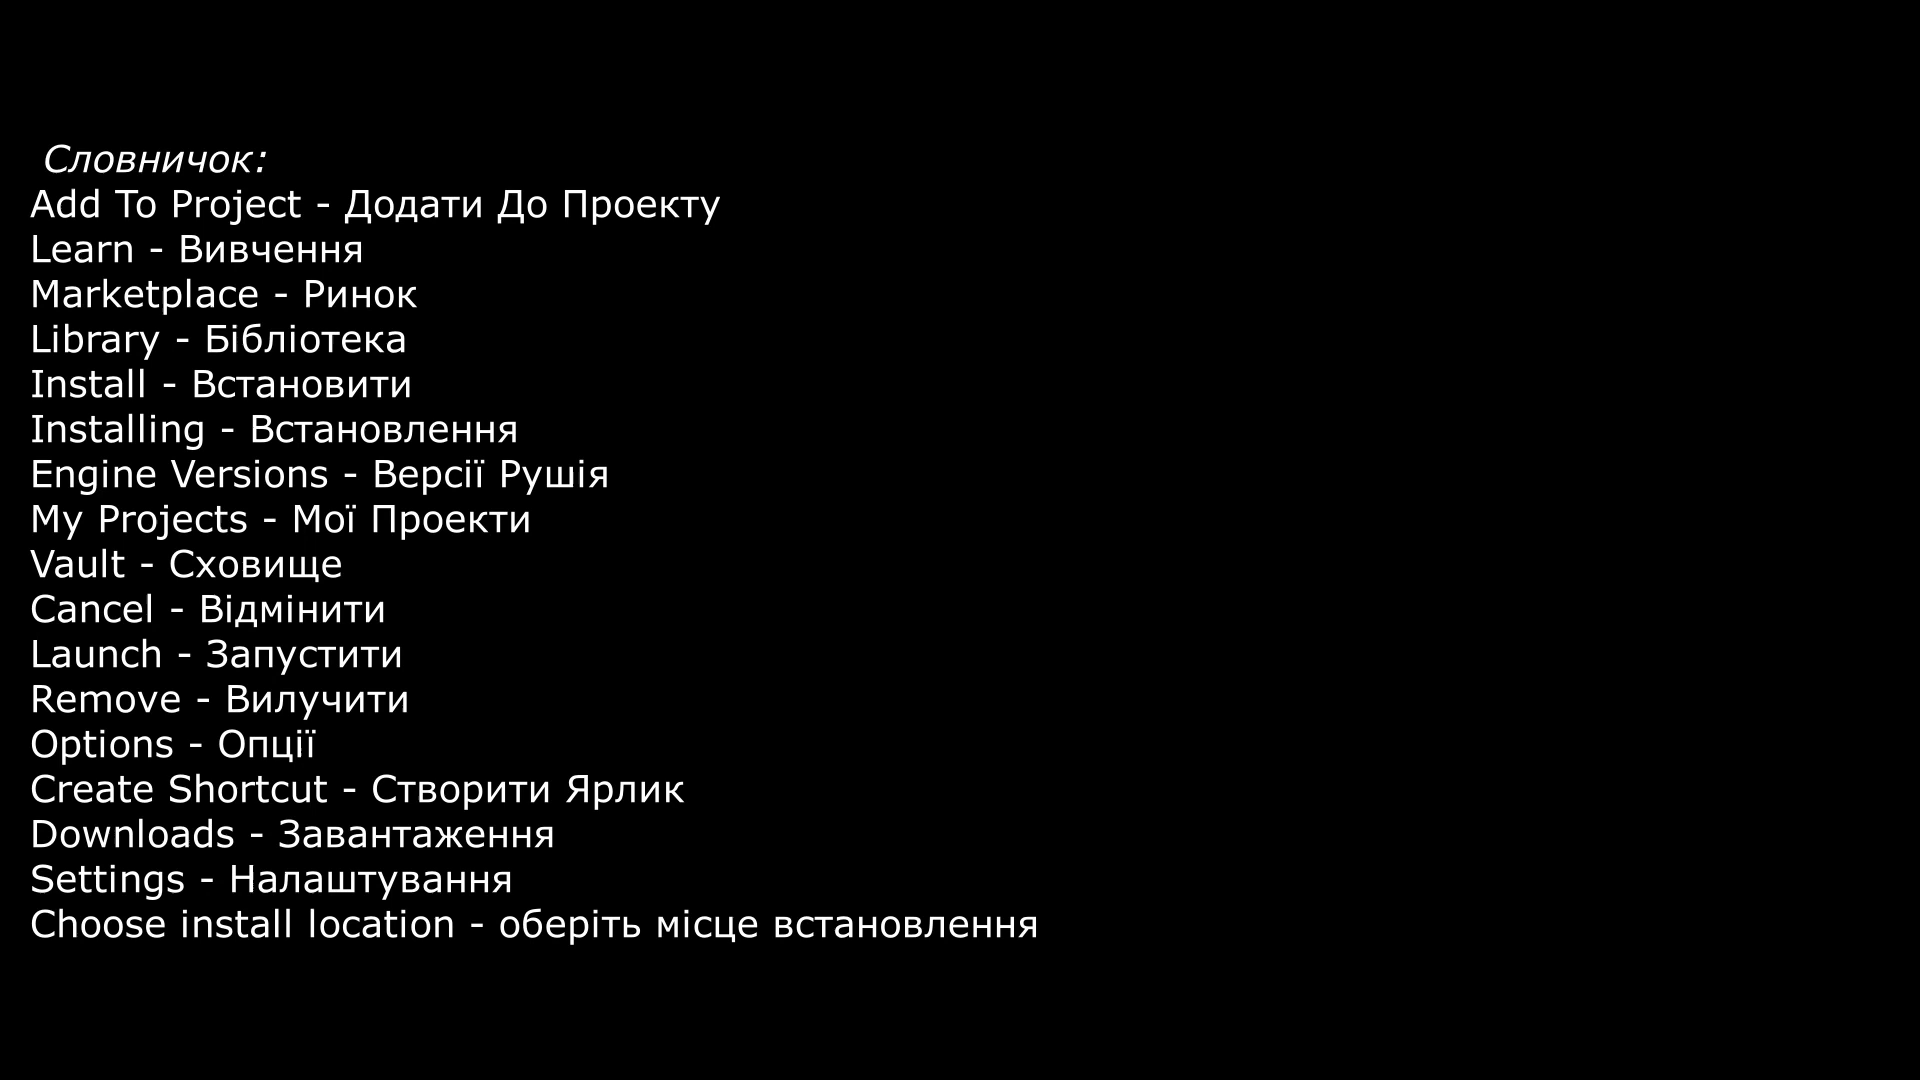 Словничок:
Add To Project - Додати До Проекту
Learn - Вивчення
Marketplace - Ринок
Library - Бібліотека
Install - Встановити
Installing - Встановлення
Engine Versions - Версії Рушія
My Projects - Мої Проекти
Vault - Сховище
Cancel - Відмінити
Launch - Запустити
Remove - Вилучити
Options - Опції
Create Shortcut - Створити Ярлик
Downloads - Завантаження
Settings - Налаштування
Choose install location - оберіть місце встановлення